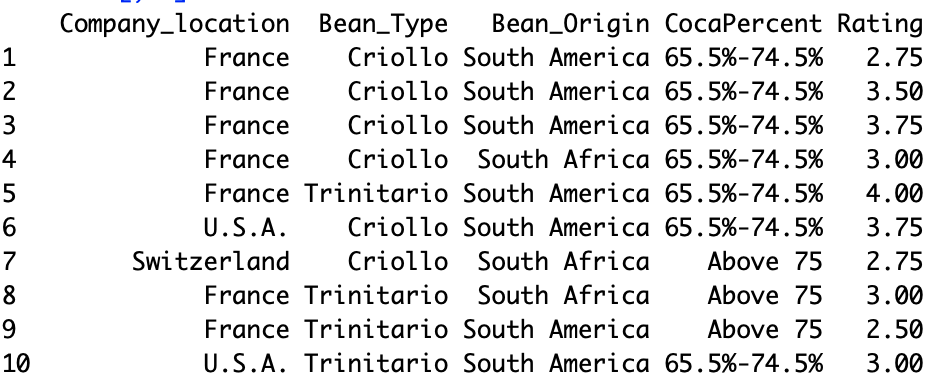 Company_location Bean_Type Bean_Origin CocaPercent Rating
1 France Criollo South America 65.5%-74.5% 2.75
2 France Criollo South America 65.5%-74.5% 3.50
3 France Criollo South America 65.5%-74.5% 3.75
4 France Criollo South Africa 65.5%-74.5% 3.00
5 France Trinitario South America 65.5%-74.5% 4.00
6 U.S.A. Criollo South America 65.5%-74.5% 3.75
7 Switzerland Criollo South Africa Above 75 2.75
8 France Trinitario South Africa Above 75 3.00
9 France Trinitario South America Above 75 2.50
10 U.S.A. Trinitario South America 65.5%-74.5% 3.00